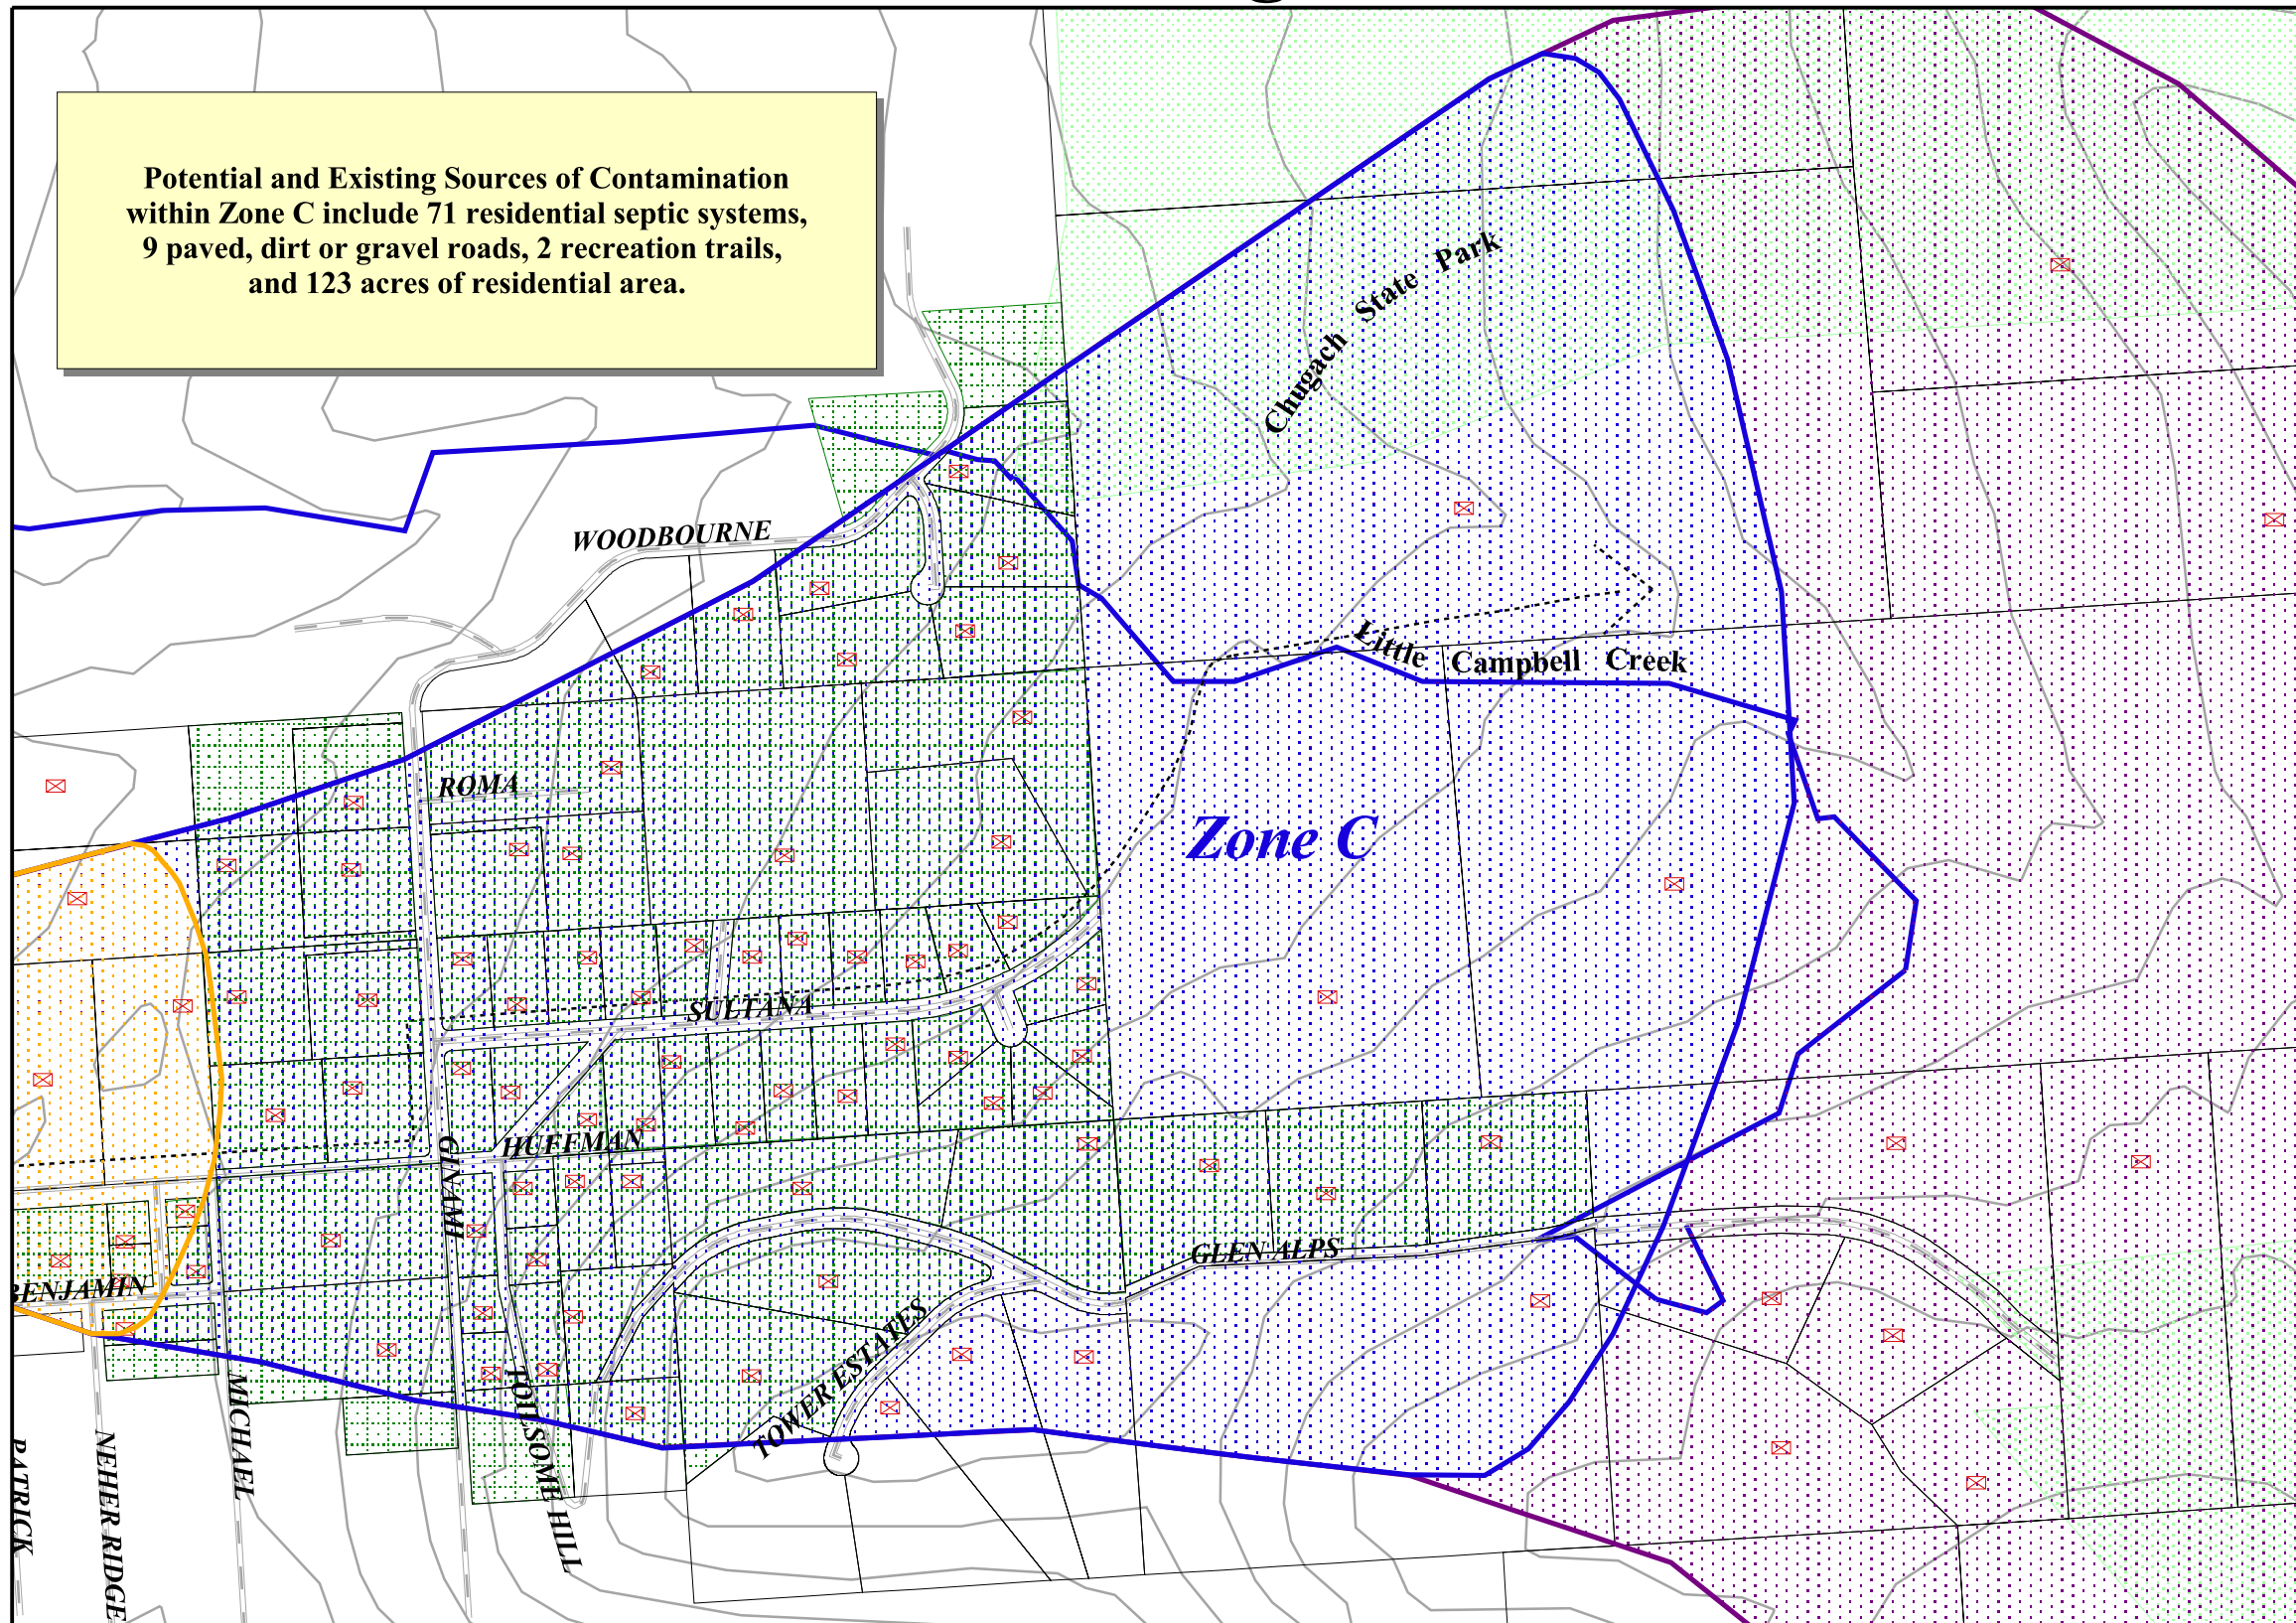 Potential and Existing Sources of Contamination
within Zone C include 71 residential septic systems,
9 paved, dirt or gravel roads, 2 recreation trails,
and 123 acres of residential area.
Chugach State Park
WOODBOURNE
Little Campbell Creek
ROMA
Zone C
SULTANA
HUFFMAN
GINAMI
GLEN ALPS
BENJAMIN
TOWER ESTATES
TOILSOME HILL
MICHAEL
NEHER RIDGE
PATRICK